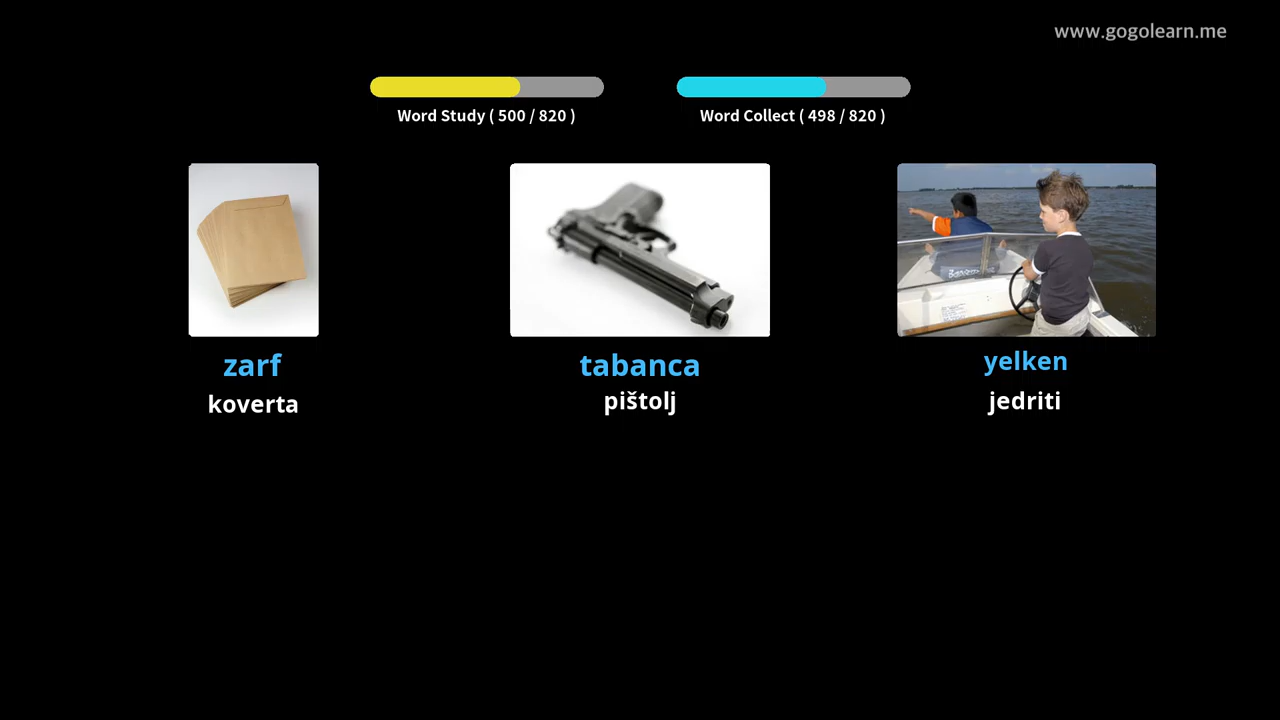 www.gogolearn.me
Word Study ( 500 / 820 )
Word Collect ( 498 / 820 )
zarf
koverta
tabanca
pištolj
yelken
jedriti